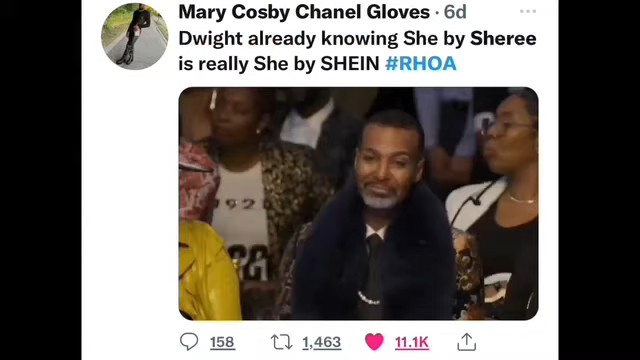 Mary Cosby Chanel Gloves · 6d
Dwight already knowing She by Sheree
is really She by SHEIN #RHOA
192
158 1,463 11.1K